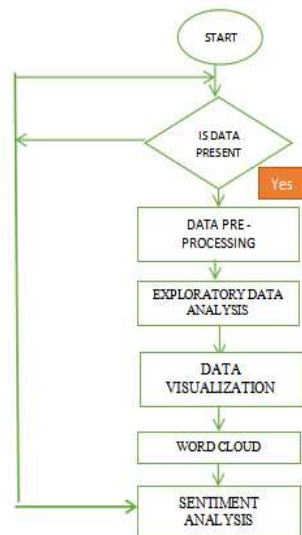 START
IS DATA
PRESENT
Yes
DATA PRE -
PROCESSING
EXPLORATORY DATA
ANALYSIS
DATA
VISUALIZATION
WORD CLOUD
SENTIMENT
ANALYSIS